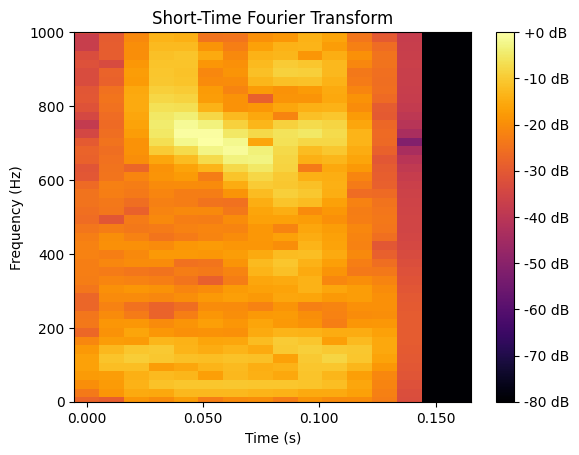 Short-Time Fourier Transform
1000
800
600
400
200
0
Frequency (Hz)
0.000
0.050
0.100
0.150
Time (s)
+0 dB
-10 dB
-20 dB
-30 dB
-40 dB
-50 dB
-60 dB
-70 dB
-80 dB